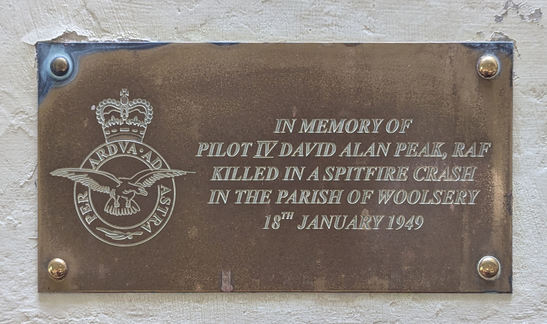 PER ARDVA AD ASTRA
IN MEMORY OF
PILOT IV DAVID ALAN PEAK, RAF
KILLED IN A SPITFIRE CRASH
IN THE PARISH OF WOOLSERY
18TH JANUARY 1949